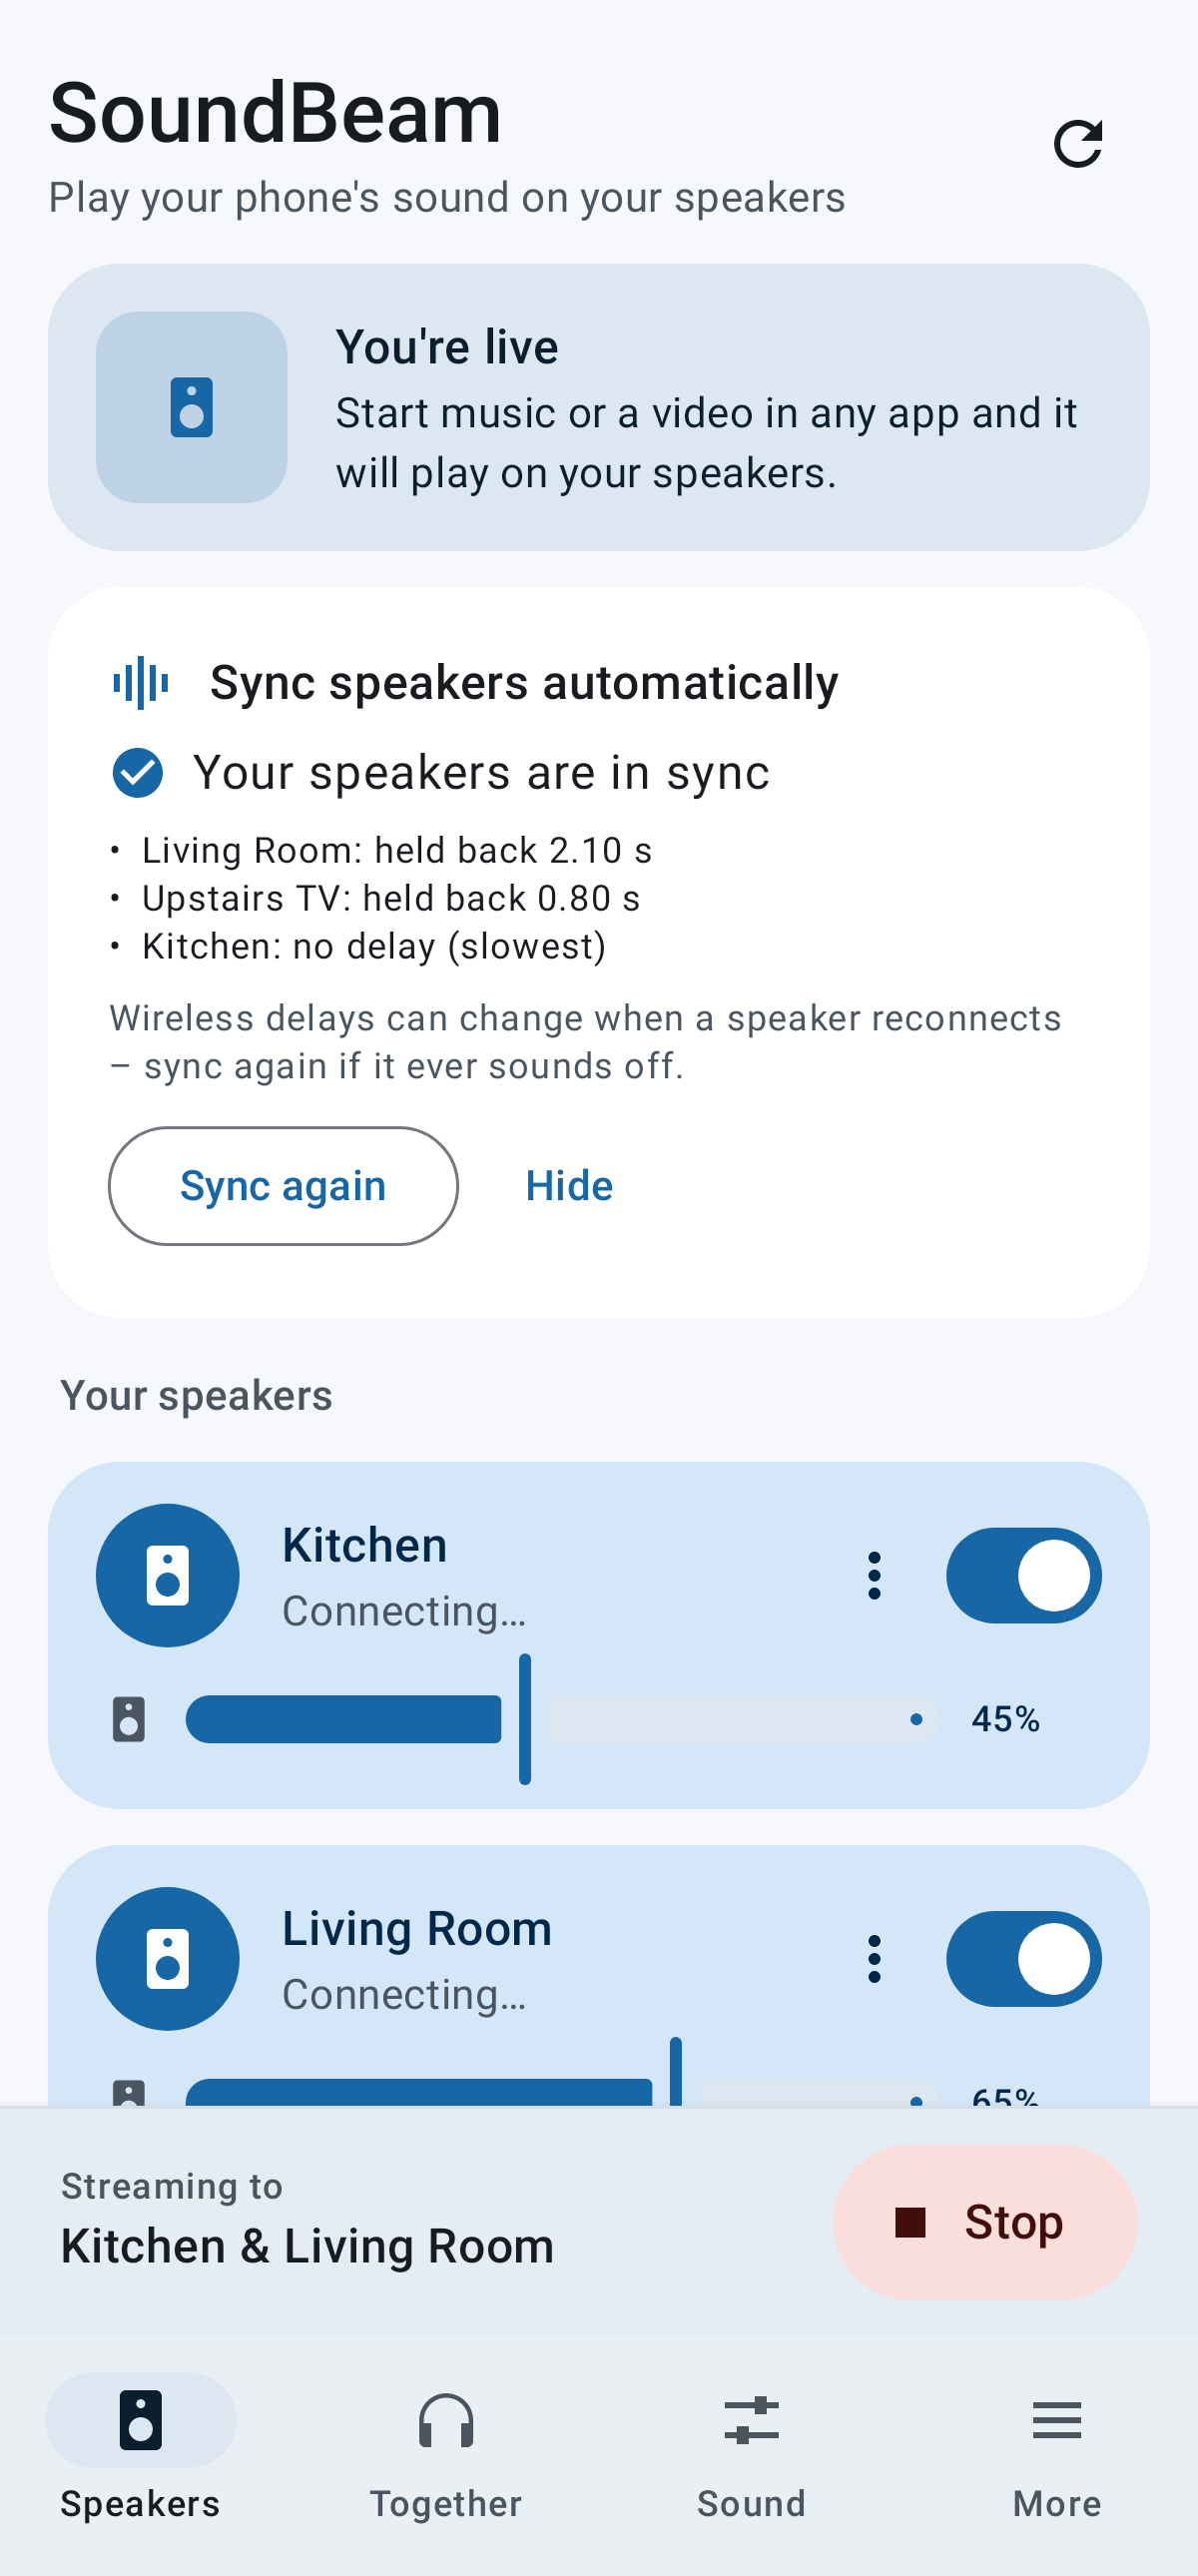 SoundBeam
Play your phone's sound on your speakers
You're live
Start music or a video in any app and it
will play on your speakers.
Sync speakers automatically
Your speakers are in sync
• Living Room: held back 2.10 s
• Upstairs TV: held back 0.80 s
• Kitchen: no delay (slowest)
Wireless delays can change when a speaker reconnects
– sync again if it ever sounds off.
Sync again
Hide
Your speakers
Kitchen
Connecting…
45%
Living Room
Connecting…
65%
Streaming to
Kitchen & Living Room
Stop
Speakers
Together
Sound
More